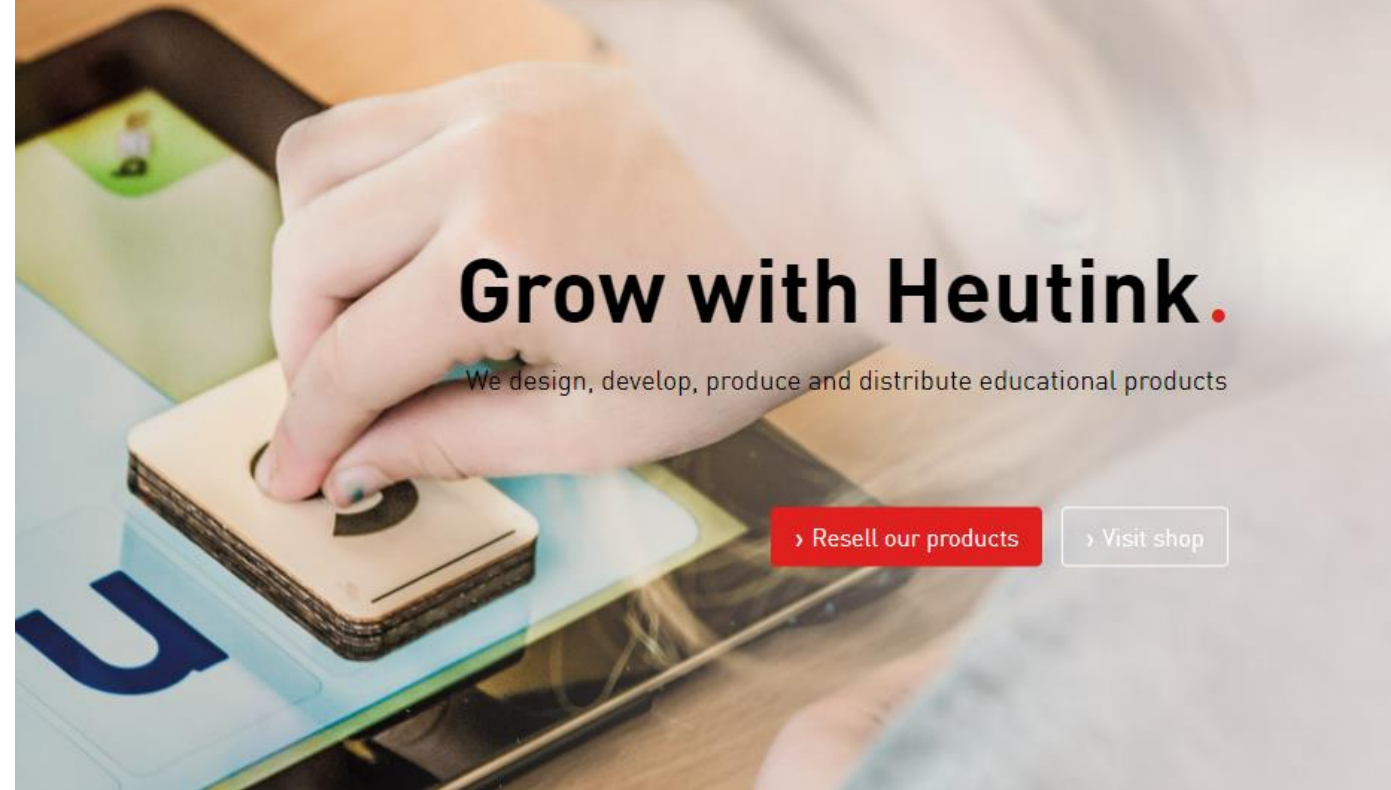 Grow with Heutink.
We design, develop, produce and distribute educational products
› Resell our products
› Visit shop
u